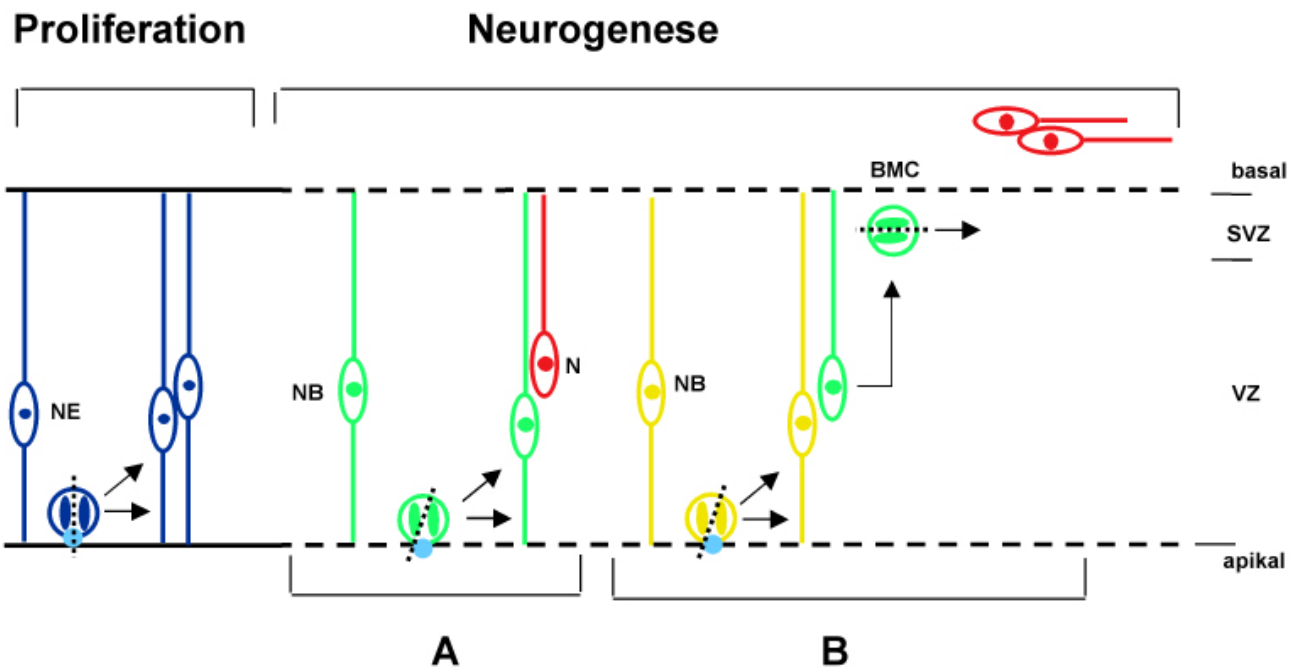 Proliferation
Neurogenese
BMC
basal
SVZ
N
NB
NB
VZ
NE
apikal
A
B